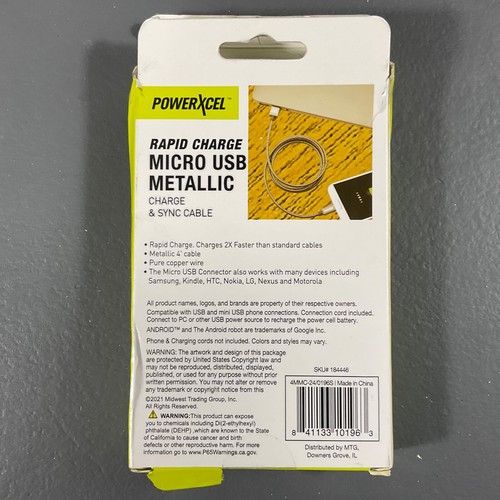 POWERXCEL™
RAPID CHARGE
MICRO USB
METALLIC
CHARGE
& SYNC CABLE
• Rapid Charge. Charges 2X Faster than standard cables
• Metallic 4' cable
• Pure copper wire
• The Micro USB Connector also works with many devices including
Samsung, Kindle, HTC, Nokia, LG, Nexus and Motorola
All product names, logos, and brands are property of their respective owners.
Compatible with USB and mini USB phone connections. Connection cord included.
Connect to PC or other USB power source to recharge the power cell battery.
ANDROID™ and The Android robot are trademarks of Google Inc.
Phone & Charging cords not included. Colors and styles may vary.
WARNING: The artwork and design of this package
are protected by United States Copyright law and
may not be reproduced, distributed, displayed,
published, or used for any purpose without prior
written permission. You may not alter or remove
any trademark or copyright notice from this
©2021 Midwest Trading Group, Inc.
All Rights Reserved.
WARNING: This product can expose
you to chemicals including Di(2-ethylhexyl)
phthalate (DEHP) ,which are known to the State
of California to cause cancer and birth
defects or other reproductive harm. For more
information go to www.P65Warnings.ca.gov.
SKU# 184446
4MMC-24/0196S | Made in China
8 41133 10196 3
Distributed by MTG,
Downers Grove, IL